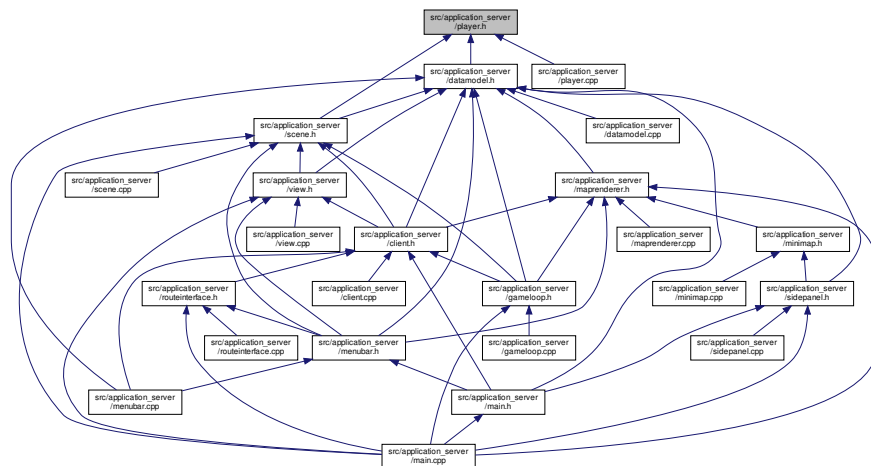 src/application_server
/player.h
src/application_server
/datamodel.h
src/application_server
/player.cpp
src/application_server
/scene.h
src/application_server
/datamodel.cpp
src/application_server
/scene.cpp
src/application_server
/view.h
src/application_server
/maprenderer.h
src/application_server
/view.cpp
src/application_server
/client.h
src/application_server
/maprenderer.cpp
src/application_server
/minimap.h
src/application_server
/routeinterface.h
src/application_server
/client.cpp
src/application_server
/gameloop.h
src/application_server
/minimap.cpp
src/application_server
/sidepanel.h
src/application_server
/routeinterface.cpp
src/application_server
/menubar.h
src/application_server
/gameloop.cpp
src/application_server
/sidepanel.cpp
src/application_server
/menubar.cpp
src/application_server
/main.h
src/application_server
/main.cpp